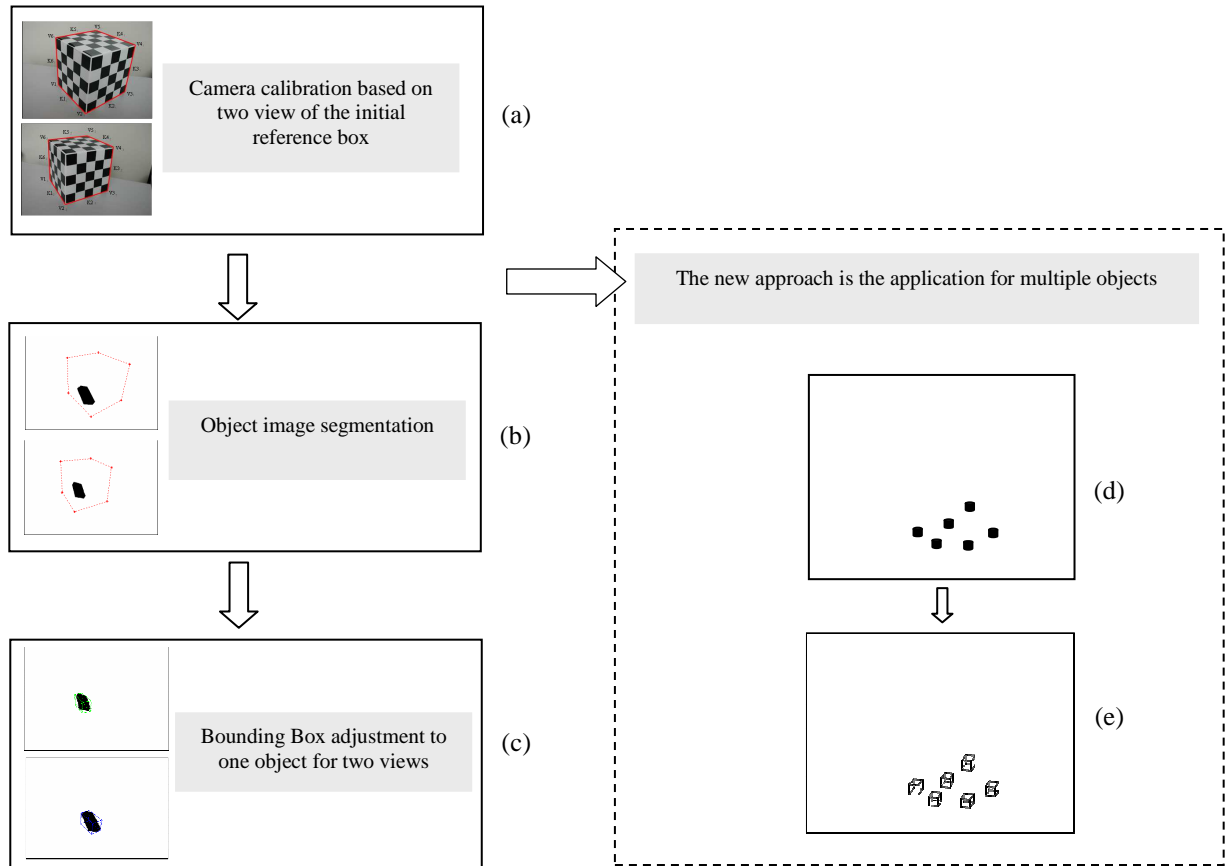 Camera calibration based on
two view of the initial
reference box
(a)
The new approach is the application for multiple objects
Object image segmentation
(b)
(d)
Bounding Box adjustment to
one object for two views
(c)
(e)